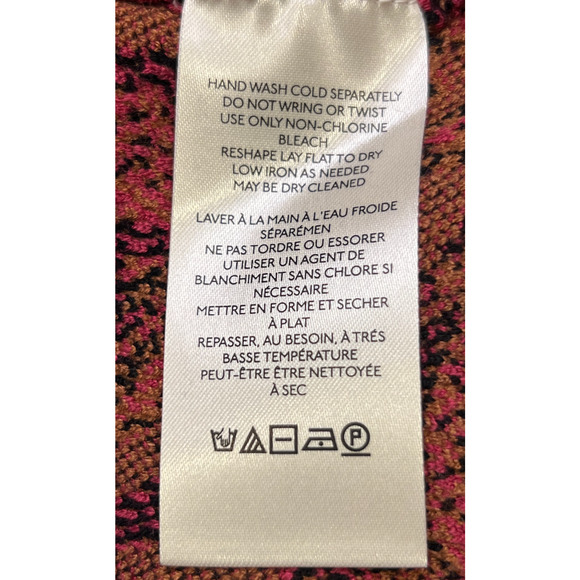 HAND WASH COLD SEPARATELY
DO NOT WRING OR TWIST
USE ONLY NON-CHLORINE
BLEACH
RESHAPE LAY FLAT TO DRY
LOW IRON AS NEEDED
MAY BE DRY CLEANED
LAVER À LA MAIN À L'EAU FROIDE
SÉPARÉMEN
NE PAS TORDRE OU ESSORER
UTILISER UN AGENT DE
BLANCHIMENT SANS CHLORE SI
NÉCESSAIRE
METTRE EN FORME ET SECHER
À PLAT
REPASSER, AU BESOIN, À TRÉS
BASSE TEMPÉRATURE
PEUT-ÊTRE ÊTRE NETTOYÉE
À SEC
P